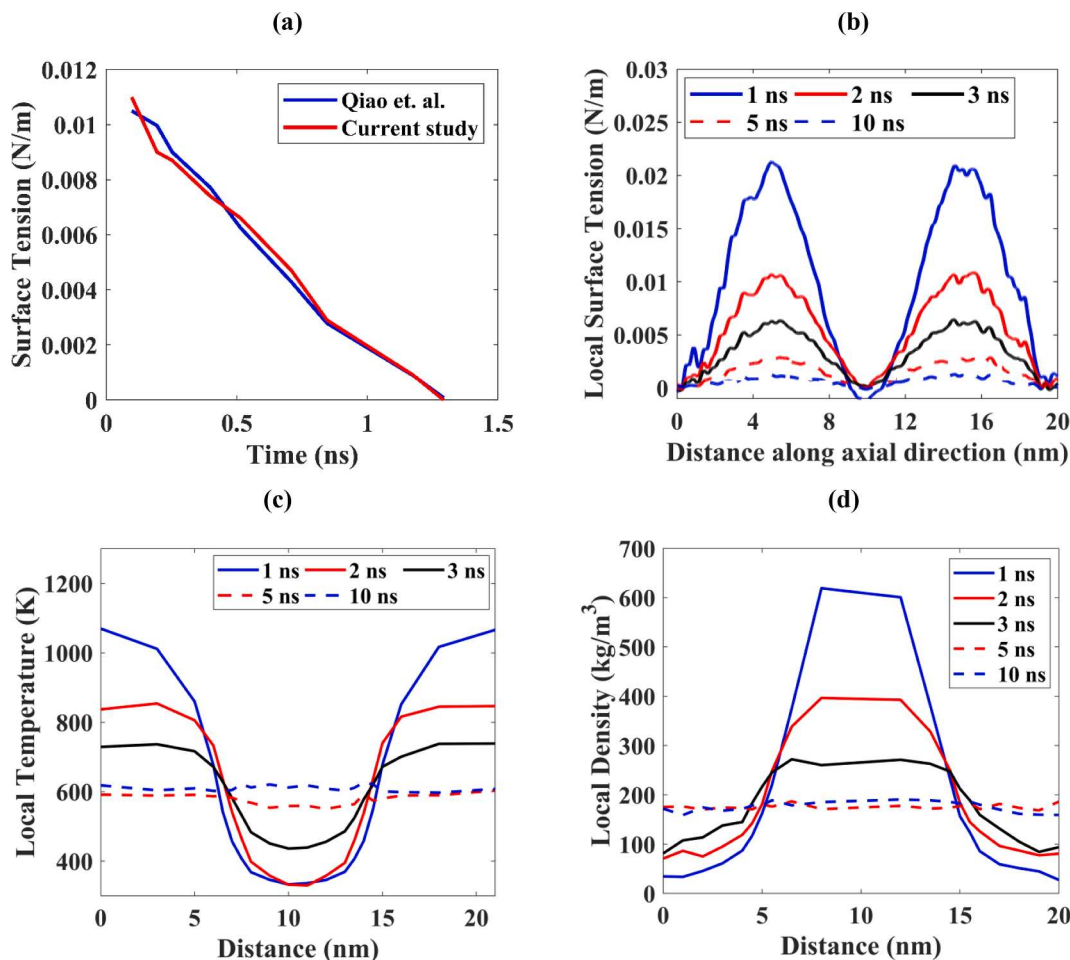 (a)
0.012
0.01
0.008
0.006
0.004
0.002
0
0
0.5
1
1.5
Surface Tension (N/m)
Time (ns)
Qiao et. al.
Current study
(b)
0.03
0.025
0.02
0.015
0.01
0.005
0
0
4
8
12
16
20
Local Surface Tension (N/m)
Distance along axial direction (nm)
1 ns 2 ns 3 ns
5 ns 10 ns
(c)
1200
1000
800
600
400
0
5
10
15
20
Local Temperature (K)
Distance (nm)
1 ns 2 ns 3 ns
5 ns 10 ns
(d)
700
600
500
400
300
200
100
0
0
5
10
15
20
Local Density (kg/m³)
Distance (nm)
1 ns
2 ns
3 ns
5 ns
10 ns